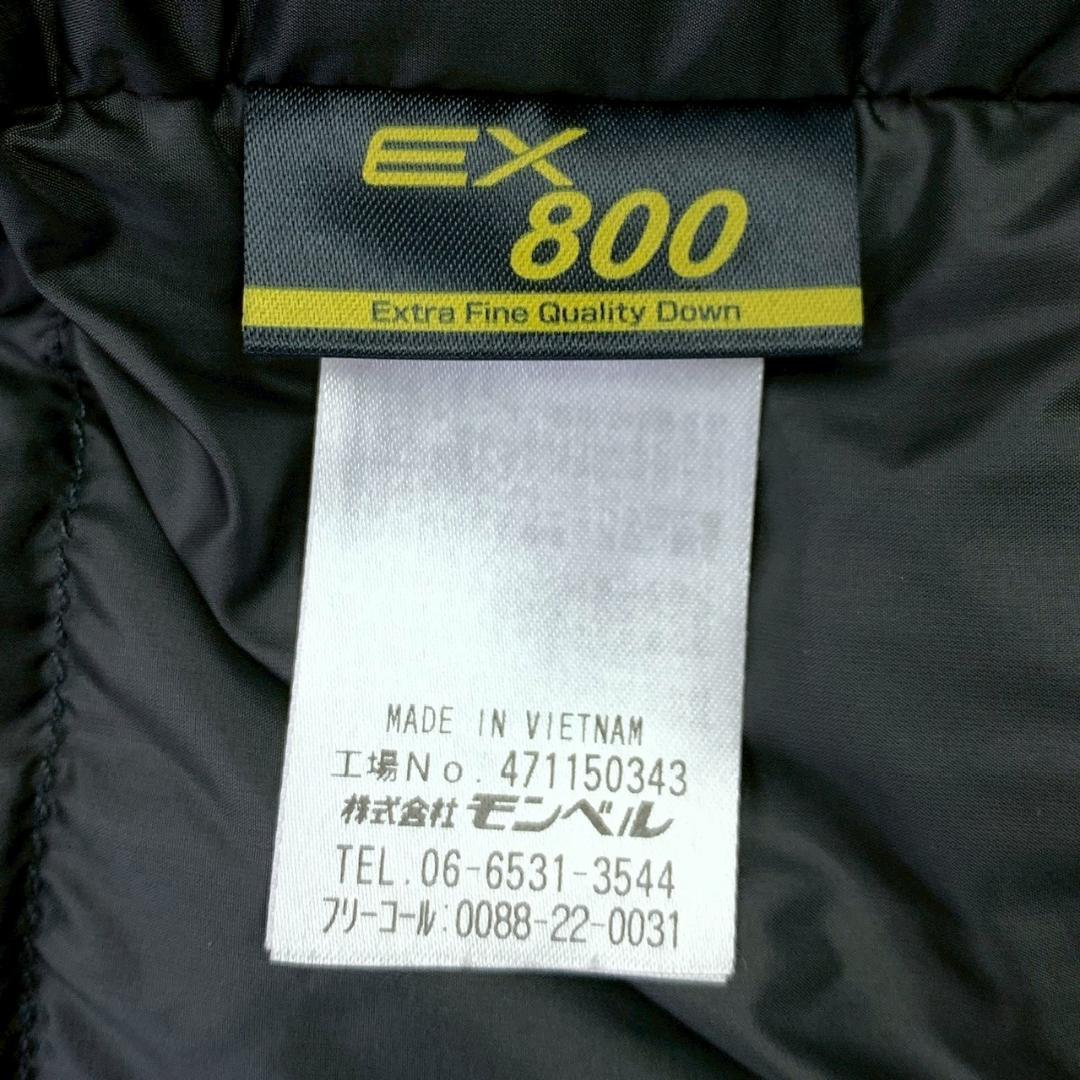 EX
800
Extra Fine Quality Down
MADE IN VIETNAM
工場No. 471150343
株式会社 モンベル
TEL.06-6531-3544
フリーコール:0088-22-0031